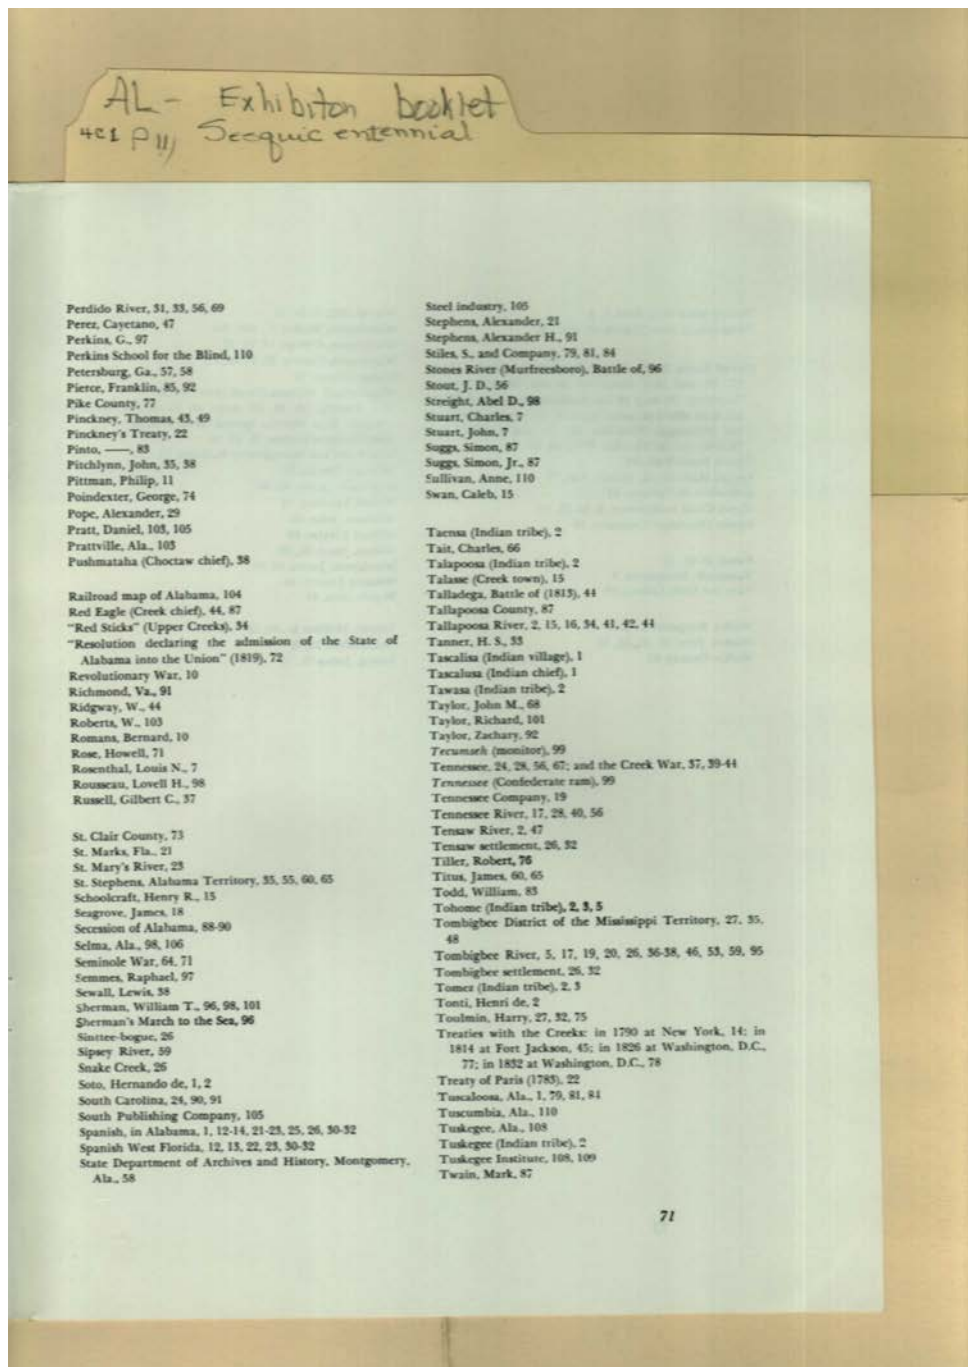 AL - Exhibiton booklet
4c1 P11, Secquicentennial
Perdido River, 31, 33, 56, 69
Perez, Cayetano, 47
Perkins, G., 97
Perkins School for the Blind, 110
Petersburg, Ga., 57, 58
Pierce, Franklin, 85, 92
Pike County, 77
Pinckney, Thomas, 43, 49
Pinckney's Treaty, 22
Pinto, ——, 83
Pitchlynn, John, 35, 38
Pittman, Philip, 11
Poindexter, George, 74
Pope, Alexander, 29
Pratt, Daniel, 103, 105
Prattville, Ala., 103
Pushmataha (Choctaw chief), 38
Railroad map of Alabama, 104
Red Eagle (Creek chief), 44, 87
"Red Sticks" (Upper Creeks), 34
"Resolution declaring the admission of the State of
Alabama into the Union" (1819), 72
Revolutionary War, 10
Richmond, Va., 91
Ridgway, W., 44
Roberts, W., 103
Romans, Bernard, 10
Rose, Howell, 71
Rosenthal, Louis N., 7
Rousseau, Lovell H., 98
Russell, Gilbert C., 37
St. Clair County, 73
St. Marks, Fla., 21
St. Mary's River, 23
St. Stephens, Alabama Territory, 35, 55, 60, 65
Schoolcraft, Henry R., 15
Seagrove, James, 18
Secession of Alabama, 88-90
Selma, Ala., 98, 106
Seminole War, 64, 71
Semmes, Raphael, 97
Sewall, Lewis, 38
Sherman, William T., 96, 98, 101
Sherman's March to the Sea, 96
Sinttee-bogue, 26
Sipsey River, 59
Snake Creek, 26
Soto, Hernando de, 1, 2
South Carolina, 24, 90, 91
South Publishing Company, 105
Spanish, in Alabama, 1, 12-14, 21-23, 25, 26, 30-32
Spanish West Florida, 12, 13, 22, 23, 30-32
State Department of Archives and History, Montgomery,
Ala., 58
Steel industry, 105
Stephens, Alexander, 21
Stephens, Alexander H., 91
Stiles, S., and Company, 79, 81, 84
Stones River (Murfreesboro), Battle of, 96
Stout, J. D., 56
Streight, Abel D., 98
Stuart, Charles, 7
Stuart, John, 7
Suggs, Simon, 87
Suggs, Simon, Jr., 87
Sullivan, Anne, 110
Swan, Caleb, 15
Taensa (Indian tribe), 2
Tait, Charles, 66
Talapoosa (Indian tribe), 2
Talasse (Creek town), 15
Talladega, Battle of (1813), 44
Tallapoosa County, 87
Tallapoosa River, 2, 15, 16, 34, 41, 42, 44
Tanner, H. S., 33
Tascalisa (Indian village), 1
Tascalusa (Indian chief), 1
Tawasa (Indian tribe), 2
Taylor, John M., 68
Taylor, Richard, 101
Taylor, Zachary, 92
Tecumseh (monitor), 99
Tennessee, 24, 28, 56, 67; and the Creek War, 37, 39-44
Tennessee (Confederate ram), 99
Tennessee Company, 19
Tennessee River, 17, 28, 40, 56
Tensaw River, 2, 47
Tensaw settlement, 26, 32
Tiller, Robert, 76
Titus, James, 60, 65
Todd, William, 83
Tohome (Indian tribe), 2, 3, 5
Tombigbee District of the Mississippi Territory, 27, 35,
48
Tombigbee River, 5, 17, 19, 20, 26, 36-38, 46, 53, 59, 95
Tombigbee settlement, 26, 32
Tomez (Indian tribe), 2, 3
Tonti, Henri de, 2
Toulmin, Harry, 27, 32, 75
Treaties with the Creeks: in 1790 at New York, 14; in
1814 at Fort Jackson, 45; in 1826 at Washington, D.C.,
77; in 1832 at Washington, D.C., 78
Treaty of Paris (1783), 22
Tuscaloosa, Ala., 1, 79, 81, 84
Tuscumbia, Ala., 110
Tuskegee, Ala., 108
Tuskegee (Indian tribe), 2
Tuskegee Institute, 108, 109
Twain, Mark, 87
71